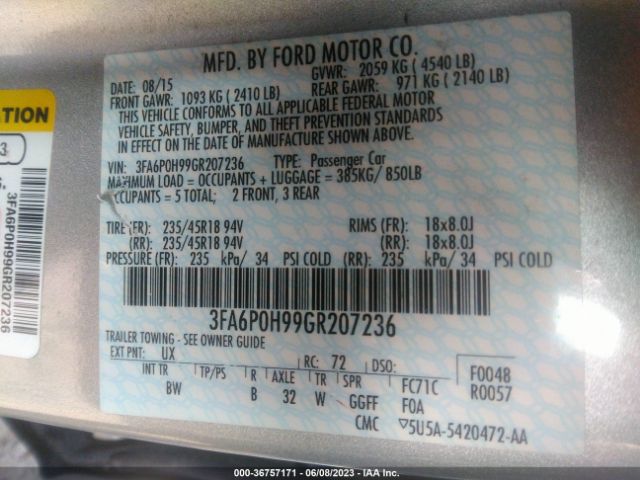 MFD. BY FORD MOTOR CO.
DATE: 08/15 GVWR: 2059 KG ( 4540 LB)
FRONT GAWR: 1093 KG ( 2410 LB) REAR GAWR: 971 KG ( 2140 LB)
THIS VEHICLE CONFORMS TO ALL APPLICABLE FEDERAL MOTOR
VEHICLE SAFETY, BUMPER, AND THEFT PREVENTION STANDARDS
IN EFFECT ON THE DATE OF MANUFACTURE SHOWN ABOVE.
VIN: 3FA6P0H99GR207236 TYPE: Passenger Car
MAXIMUM LOAD = OCCUPANTS + LUGGAGE = 385KG/ 850LB
OCCUPANTS = 5 TOTAL; 2 FRONT, 3 REAR
TIRE (FR): 235/45R18 94V RIMS (FR): 18x8.0J
(RR): 235/45R18 94V (RR): 18x8.0J
PRESSURE (FR): 235 kPa/ 34 PSI COLD (RR): 235 kPa/ 34 PSI COLD
3FA6P0H99GR207236
TRAILER TOWING - SEE OWNER GUIDE
EXT PNT: UX RC: 72 DSO: F0048
R0057
INT TR TP/PS R AXLE TR SPR FC71C
BW B 32 W GGFF F0A
CMC ▽5U5A-5420472-AA
ATION
3
3FA6P0H99GR207236
000-36757171 - 06/08/2023 - IAA Inc.